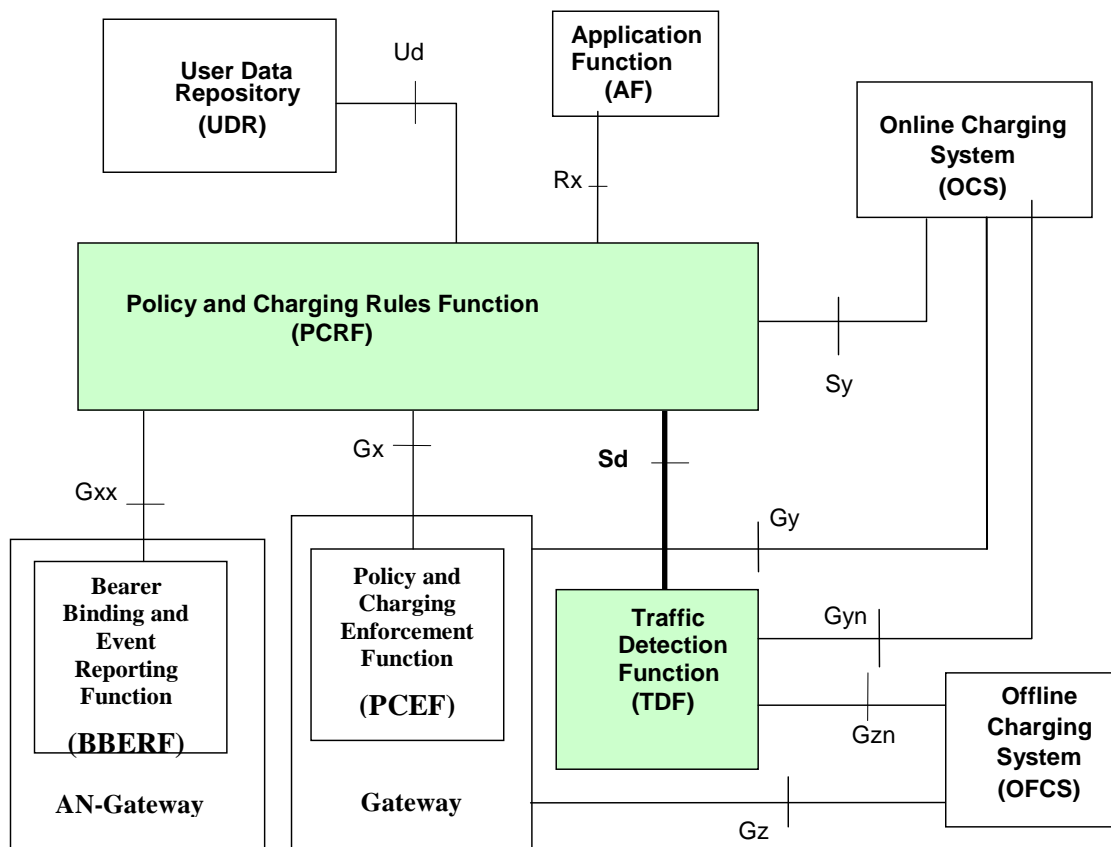 User Data
Repository
(UDR)
Ud
Application
Function
(AF)
Rx
Online Charging
System
(OCS)
Policy and Charging Rules Function
(PCRF)
Sy
Gxx
Gx
Sd
Gy
Bearer
Binding and
Event
Reporting
Function
(BBERF)
AN-Gateway
Policy and
Charging
Enforcement
Function
(PCEF)
Gateway
Traffic
Detection
Function
(TDF)
Gyn
Gzn
Gz
Offline
Charging
System
(OFCS)